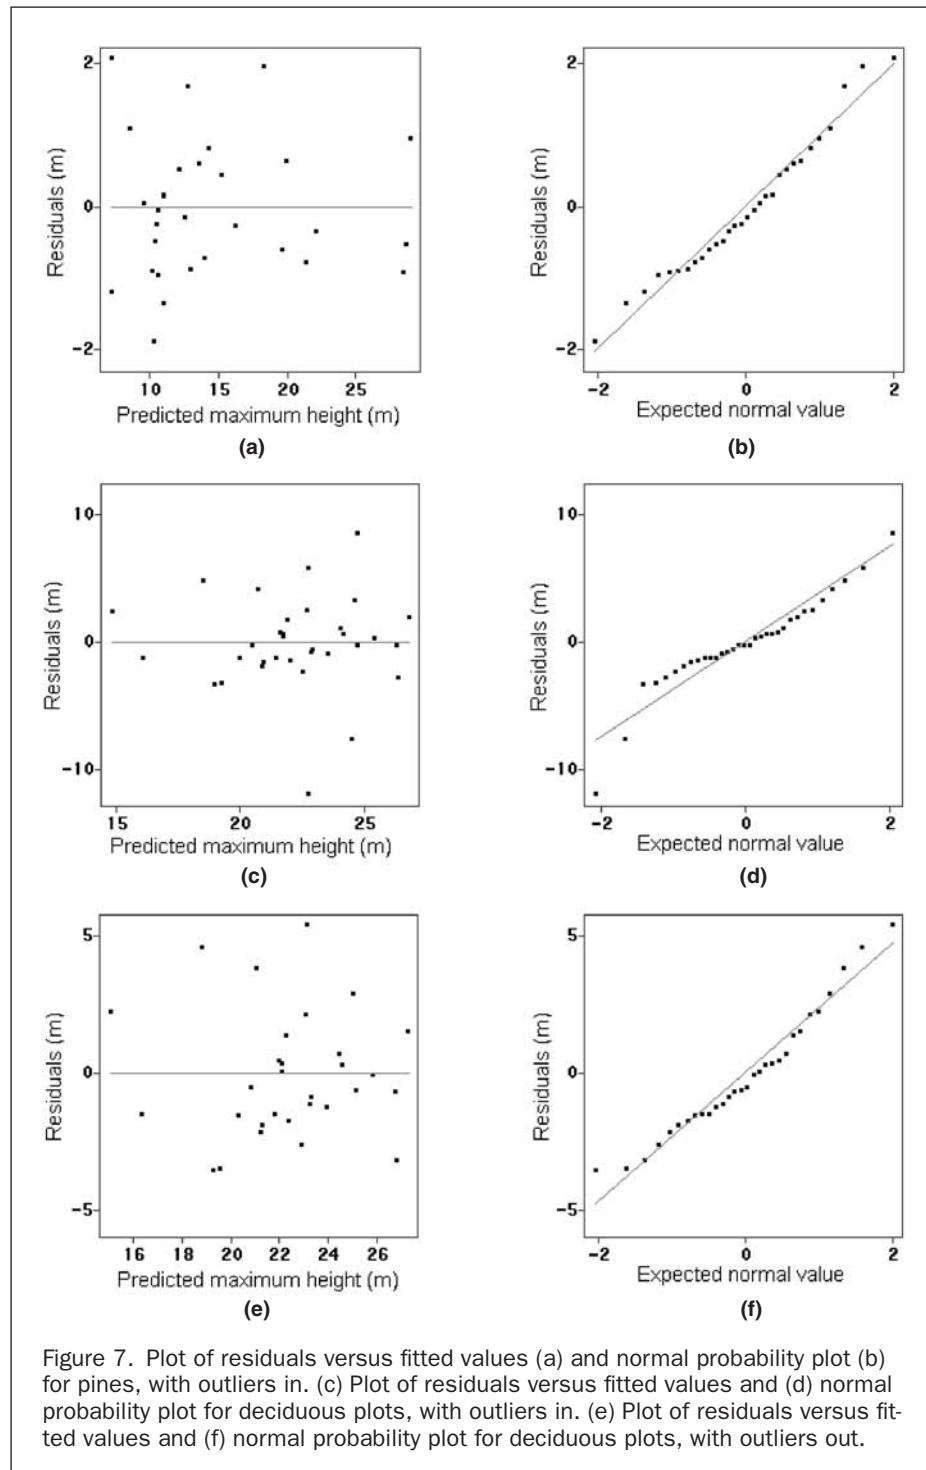 2
0
-2
Residuals (m)
10 15 20 25
Predicted maximum height (m)
(a)
2
0
-2
Residuals (m)
-2 0 2
Expected normal value
(b)
10
0
-10
Residuals (m)
15 20 25
Predicted maximum height (m)
(c)
10
0
-10
Residuals (m)
-2 0 2
Expected normal value
(d)
5
0
-5
Residuals (m)
16 18 20 22 24 26
Predicted maximum height (m)
(e)
5
0
-5
Residuals (m)
-2 0 2
Expected normal value
(f)
Figure 7. Plot of residuals versus fitted values (a) and normal probability plot (b)
for pines, with outliers in. (c) Plot of residuals versus fitted values and (d) normal
probability plot for deciduous plots, with outliers in. (e) Plot of residuals versus fit-
ted values and (f) normal probability plot for deciduous plots, with outliers out.